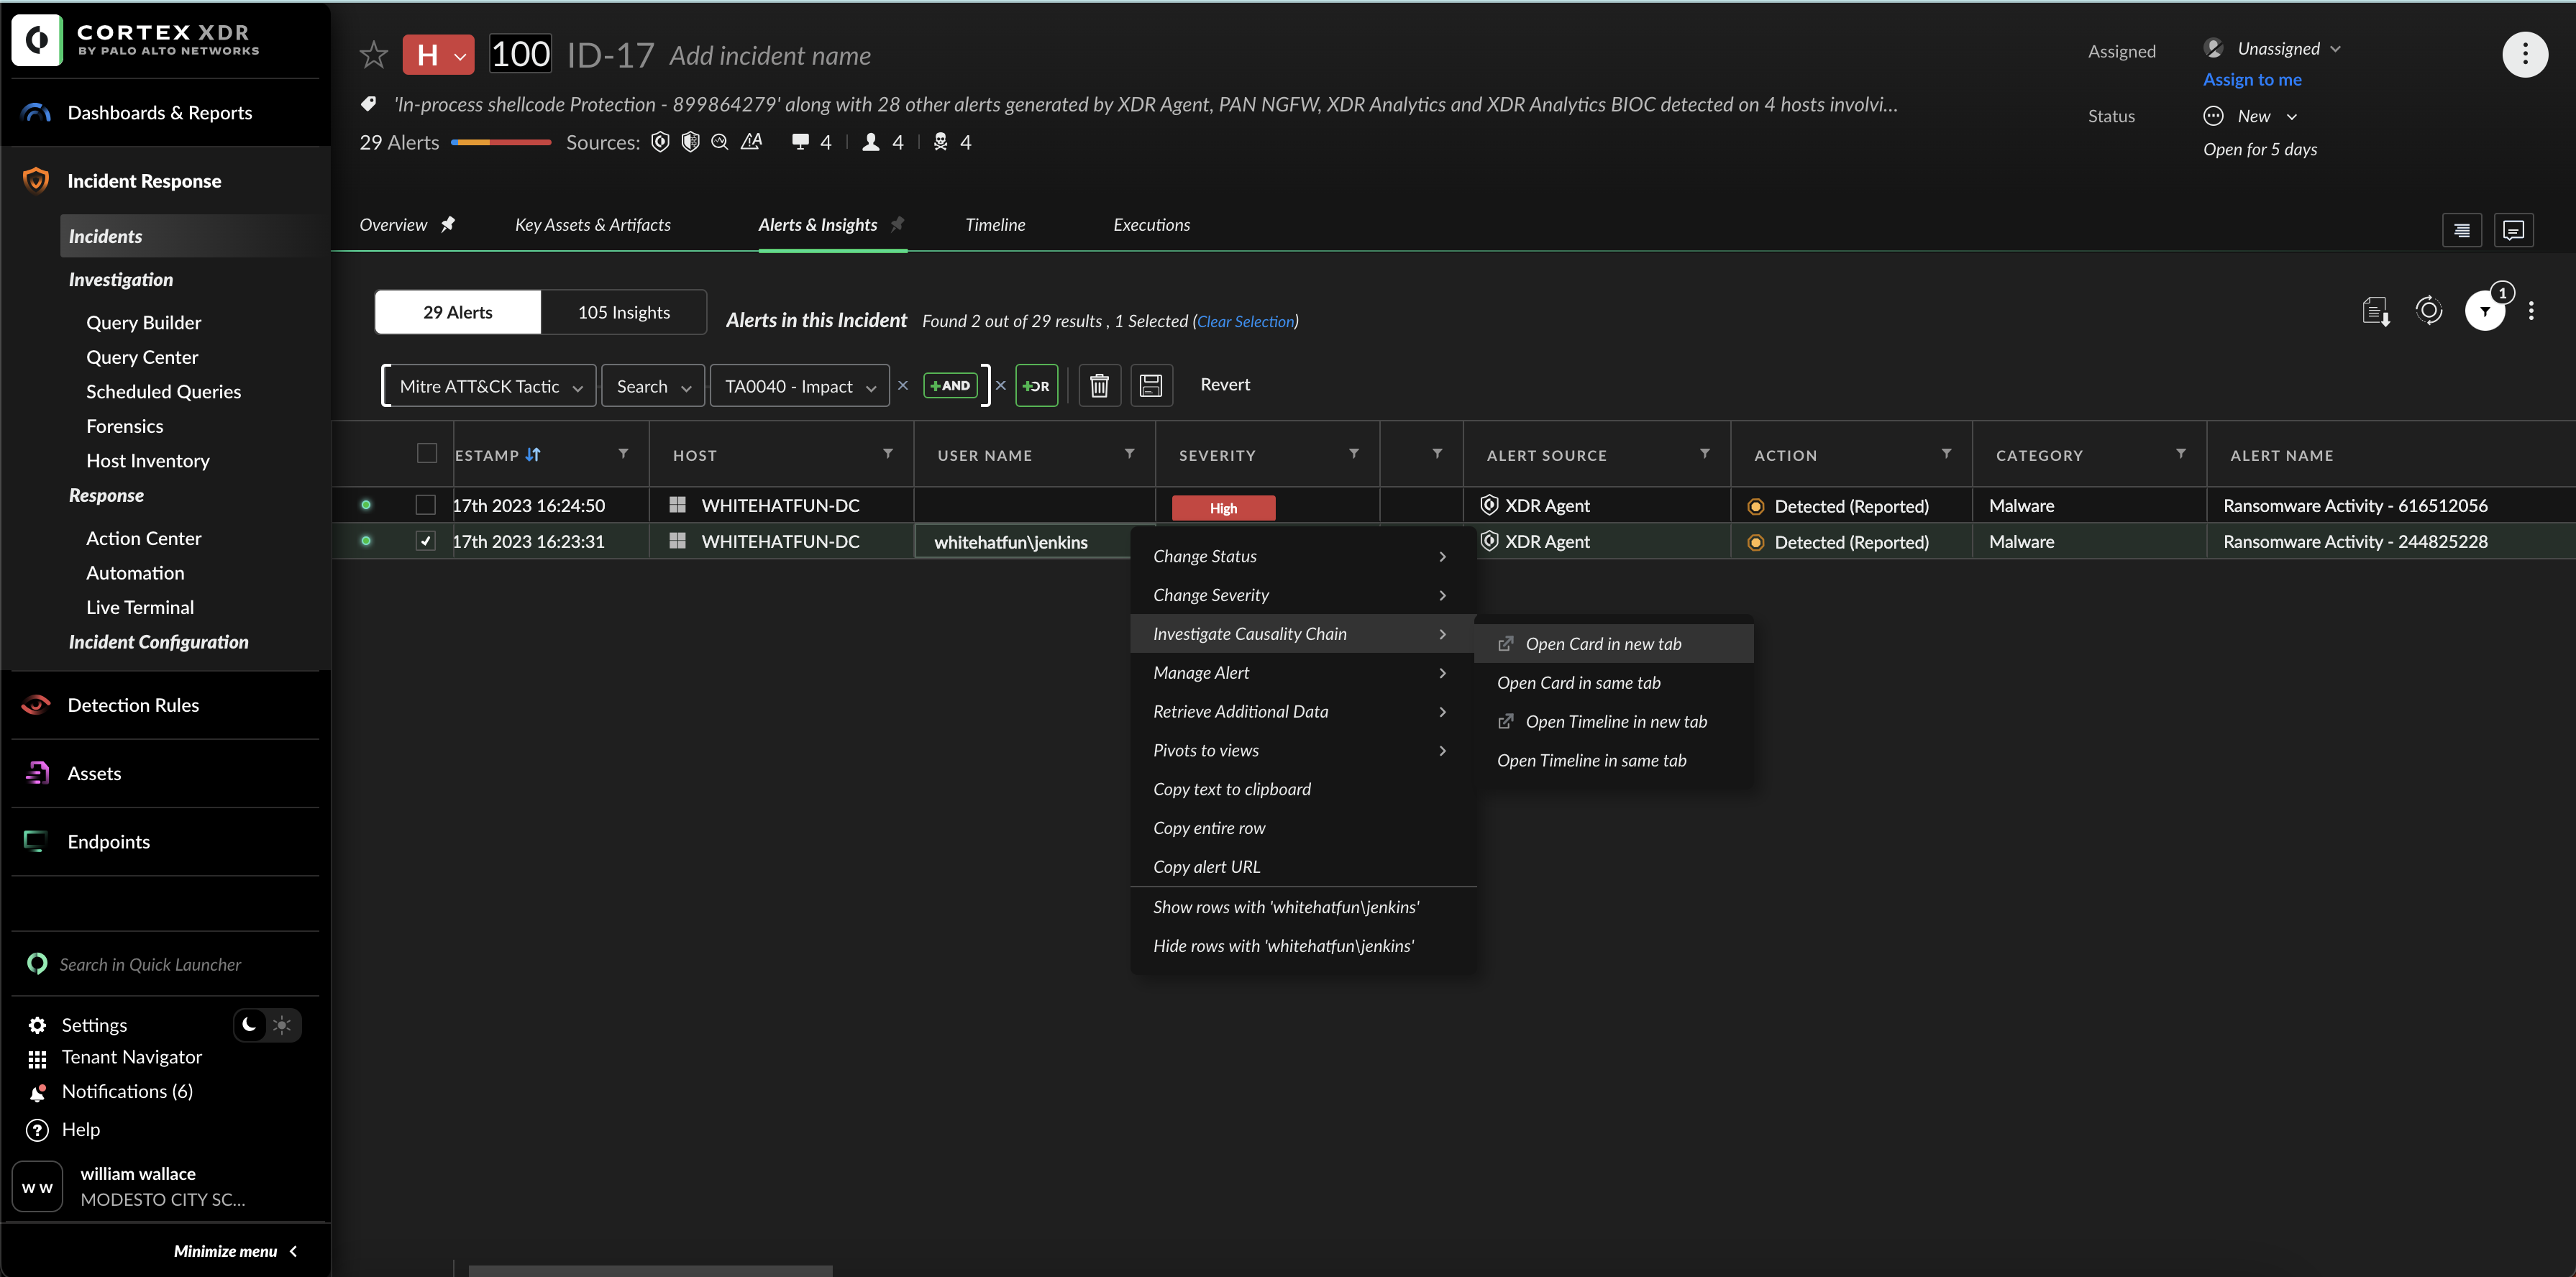 CORTEX XDR
BY PALO ALTO NETWORKS
Dashboards & Reports
Incident Response
Incidents
Investigation
Query Builder
Query Center
Scheduled Queries
Forensics
Host Inventory
Response
Action Center
Automation
Live Terminal
Incident Configuration
Detection Rules
Assets
Endpoints
Search in Quick Launcher
Settings
Tenant Navigator
Notifications (6)
Help
W W
william wallace
MODESTO CITY SC...
Minimize menu
H 100 ID-17 Add incident name
'In-process shellcode Protection - 899864279' along with 28 other alerts generated by XDR Agent, PAN NGFW, XDR Analytics and XDR Analytics BIOC detected on 4 hosts involvi...
29 Alerts Sources: 4 4 4
Assigned Unassigned
Assign to me
Status New
Open for 5 days
Overview Key Assets & Artifacts Alerts & Insights Timeline Executions
29 Alerts 105 Insights Alerts in this Incident Found 2 out of 29 results , 1 Selected (Clear Selection)
1
Mitre ATT&CK Tactic Search TA0040 - Impact × +AND × +OR Revert
ESTAMP HOST USER NAME SEVERITY ALERT SOURCE ACTION CATEGORY ALERT NAME
17th 2023 16:24:50 WHITEHATFUN-DC High XDR Agent Detected (Reported) Malware Ransomware Activity - 616512056
17th 2023 16:23:31 WHITEHATFUN-DC whitehatfun\jenkins XDR Agent Detected (Reported) Malware Ransomware Activity - 244825228
Change Status
Change Severity
Investigate Causality Chain
Manage Alert
Retrieve Additional Data
Pivots to views
Copy text to clipboard
Copy entire row
Copy alert URL
Show rows with 'whitehatfun\jenkins'
Hide rows with 'whitehatfun\jenkins'
Open Card in new tab
Open Card in same tab
Open Timeline in new tab
Open Timeline in same tab